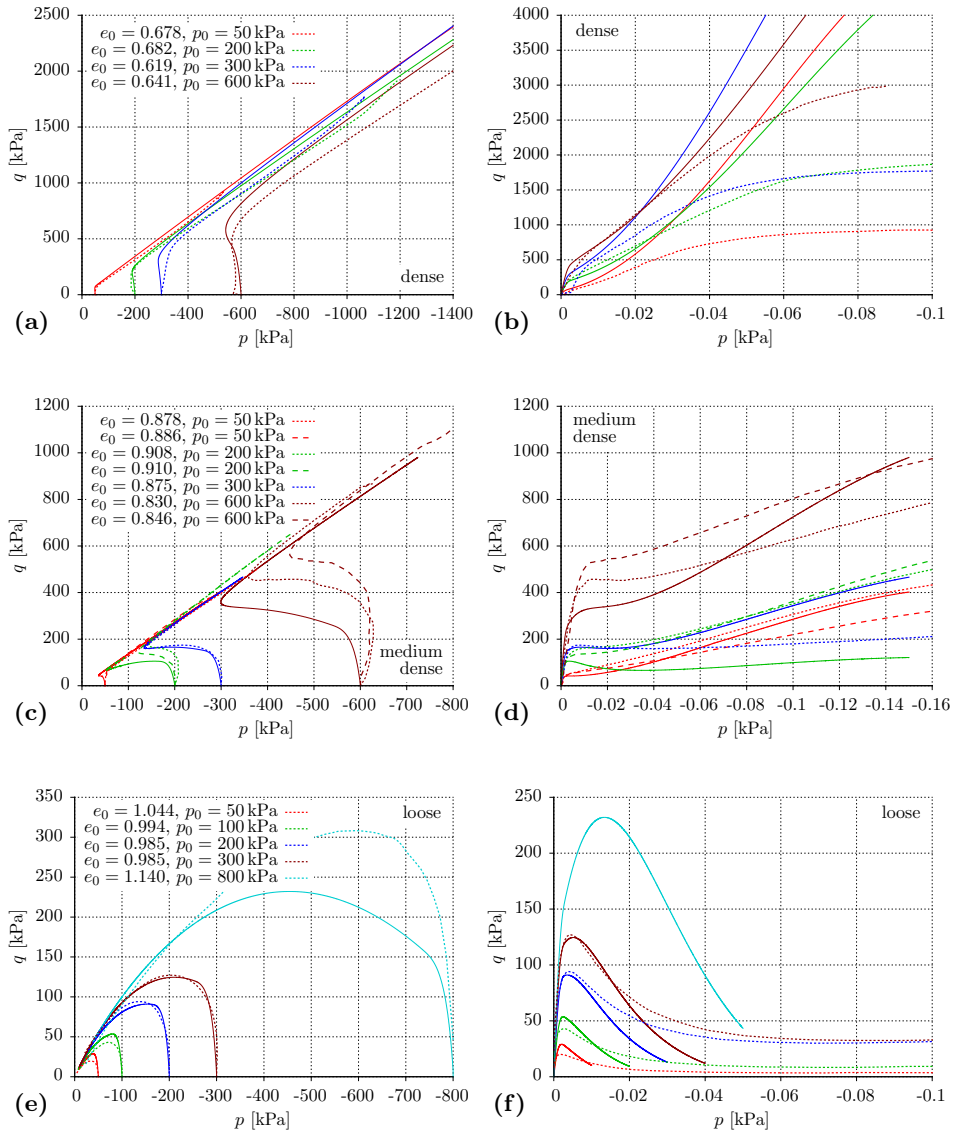 e0 = 0.678, p0 = 50 kPa
e0 = 0.682, p0 = 200 kPa
e0 = 0.619, p0 = 300 kPa
e0 = 0.641, p0 = 600 kPa
2500
2000
1500
1000
500
0
q [kPa]
dense
0 -200 -400 -600 -800 -1000 -1200 -1400
p [kPa]
(a)
dense
4000
3500
3000
2500
2000
1500
1000
500
0
q [kPa]
0 -0.02 -0.04 -0.06 -0.08 -0.1
p [kPa]
(b)
e0 = 0.878, p0 = 50 kPa
e0 = 0.886, p0 = 50 kPa
e0 = 0.908, p0 = 200 kPa
e0 = 0.910, p0 = 200 kPa
e0 = 0.875, p0 = 300 kPa
e0 = 0.830, p0 = 600 kPa
e0 = 0.846, p0 = 600 kPa
1200
1000
800
600
400
200
0
q [kPa]
medium
dense
0 -100 -200 -300 -400 -500 -600 -700 -800
p [kPa]
(c)
medium
dense
1200
1000
800
600
400
200
0
q [kPa]
0 -0.02 -0.04 -0.06 -0.08 -0.1 -0.12 -0.14 -0.16
p [kPa]
(d)
e0 = 1.044, p0 = 50 kPa
e0 = 0.994, p0 = 100 kPa
e0 = 0.985, p0 = 200 kPa
e0 = 0.985, p0 = 300 kPa
e0 = 1.140, p0 = 800 kPa
loose
350
300
250
200
150
100
50
0
q [kPa]
0 -100 -200 -300 -400 -500 -600 -700 -800
p [kPa]
(e)
loose
250
200
150
100
50
0
q [kPa]
0 -0.02 -0.04 -0.06 -0.08 -0.1
p [kPa]
(f)